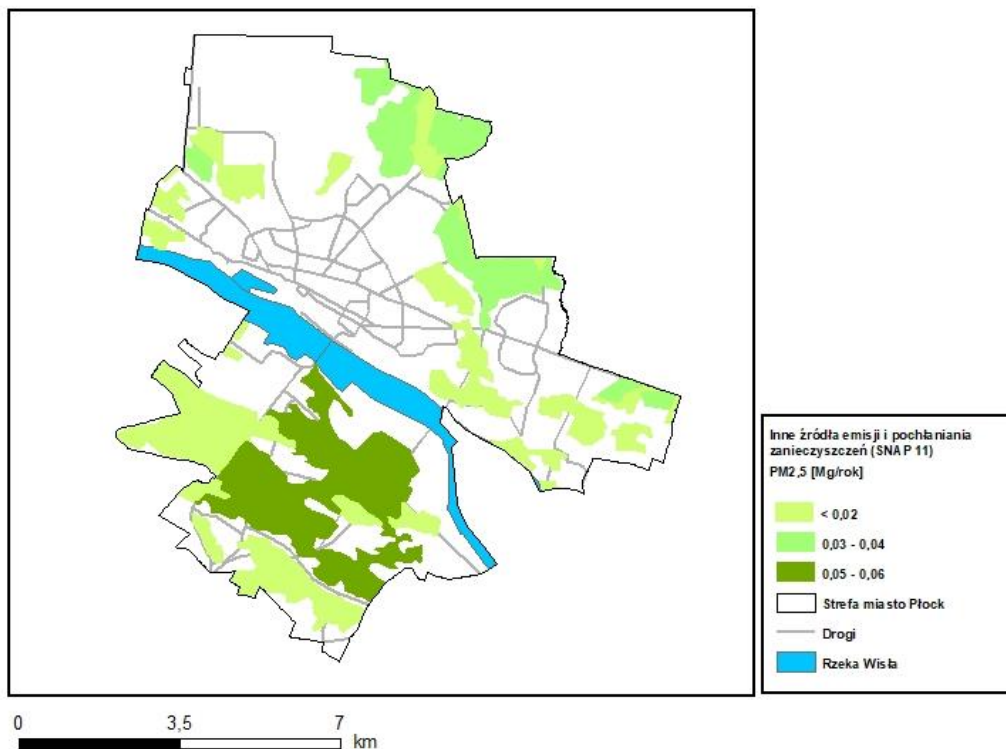 Inne źródła emisji i pochłaniania
zanieczyszczeń (SNAP 11)
PM2,5 [Mg/rok]
< 0,02
0,03 - 0,04
0,05 - 0,06
Strefa miasto Płock
Drogi
Rzeka Wisła
0 3,5 7
km